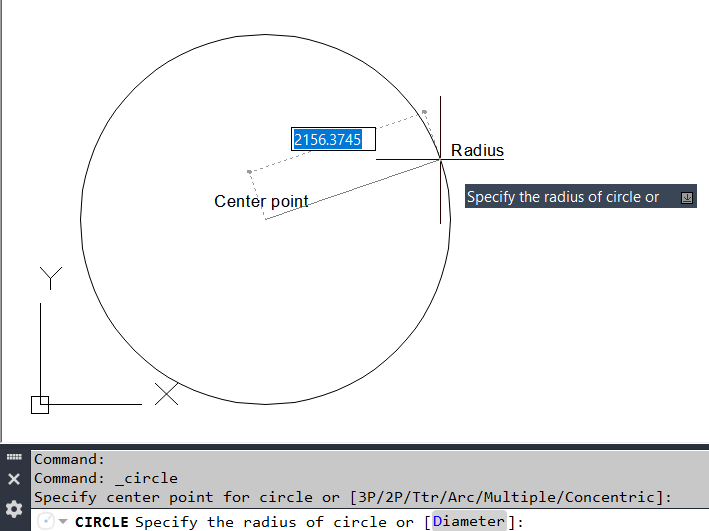 2156.3745
Radius
Specify the radius of circle or
Center point
Y
X
Command:
Command: _circle
Specify center point for circle or [3P/2P/Ttr/Arc/Multiple/Concentric]:
CIRCLE Specify the radius of circle or [Diameter]: